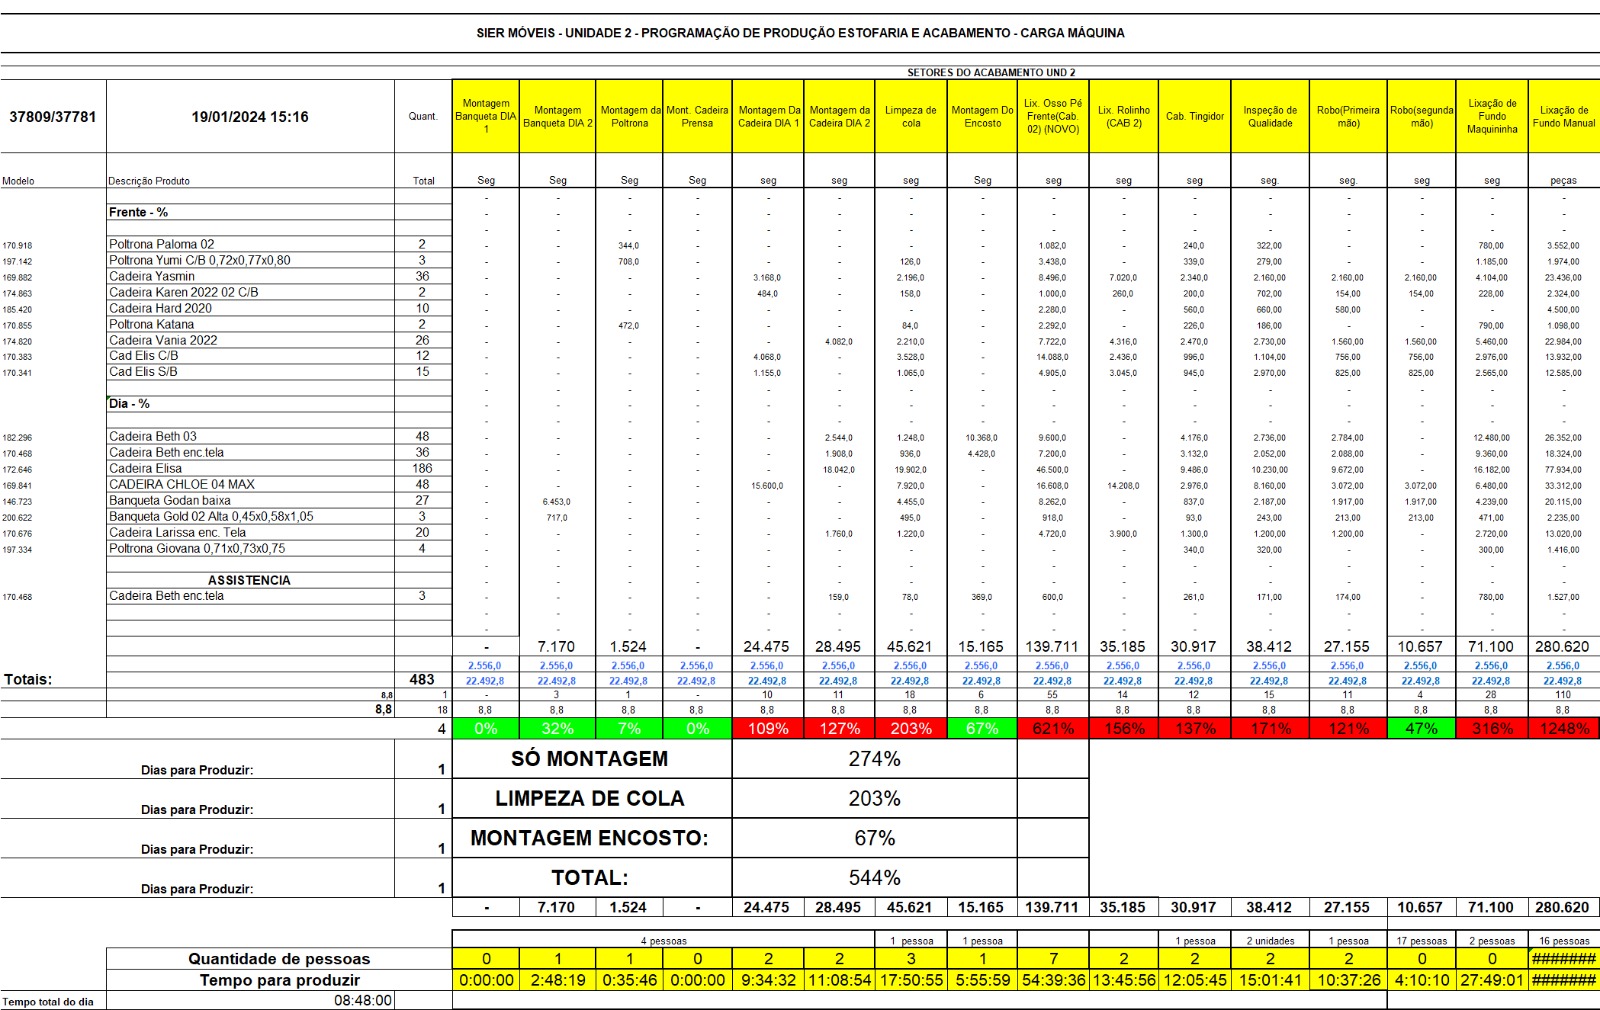 SIER MÓVEIS - UNIDADE 2 - PROGRAMAÇÃO DE PRODUÇÃO ESTOFARIA E ACABAMENTO - CARGA MÁQUINA
SETORES DO ACABAMENTO UND 2
37809/37781 19/01/2024 15:16 Quant. Montagem Banqueta DIA 1 Montagem Banqueta DIA 2 Montagem da Poltrona Mont. Cadeira Prensa Montagem Da Cadeira DIA 1 Montagem da Cadeira DIA 2 Limpeza de cola Montagem Do Encosto Lix. Osso Pé Frente(Cab. 02) (NOVO) Lix. Rolinho (CAB 2) Cab. Tingidor Inspeção de Qualidade Robo(Primeira mão) Robo(segunda mão) Lixação de Fundo Maquininha Lixação de Fundo Manual
Modelo Descrição Produto Total Seg Seg Seg Seg seg seg seg Seg seg seg seg seg. seg. seg seg peças
- - - - - - - - - - - - - - - -
Frente - % - - - - - - - - - - - - - - - -
- - - - - - - - - - - - - - - -
170.918 Poltrona Paloma 02 2 - - 344,0 - - - - - 1.082,0 - 240,0 322,00 - - 780,00 3.552,00
197.142 Poltrona Yumi C/B 0,72x0,77x0,80 3 - - 708,0 - - - 126,0 - 3.438,0 - 339,0 279,00 - - 1.185,00 1.974,00
169.882 Cadeira Yasmin 36 - - - - 3.168,0 - 2.196,0 - 8.496,0 7.020,0 2.340,0 2.160,00 2.160,00 2.160,00 4.104,00 23.436,00
174.863 Cadeira Karen 2022 02 C/B 2 - - - - 484,0 - 158,0 - 1.000,0 260,0 200,0 702,00 154,00 154,00 228,00 2.324,00
185.420 Cadeira Hard 2020 10 - - - - - - - - 2.280,0 - 560,0 660,00 580,00 - - 4.500,00
170.855 Poltrona Katana 2 - - 472,0 - - - 84,0 - 2.292,0 - 226,0 186,00 - - 790,00 1.098,00
174.820 Cadeira Vania 2022 26 - - - - - 4.082,0 2.210,0 - 7.722,0 4.316,0 2.470,0 2.730,00 1.560,00 1.560,00 5.460,00 22.984,00
170.383 Cad Elis C/B 12 - - - - 4.068,0 - 3.528,0 - 14.088,0 2.436,0 996,0 1.104,00 756,00 756,00 2.976,00 13.932,00
170.341 Cad Elis S/B 15 - - - - 1.155,0 - 1.065,0 - 4.905,0 3.045,0 945,0 2.970,00 825,00 825,00 2.565,00 12.585,00
- - - - - - - - - - - - - - - -
Dia - % - - - - - - - - - - - - - - - -
- - - - - - - - - - - - - - - -
182.296 Cadeira Beth 03 48 - - - - - 2.544,0 1.248,0 10.368,0 9.600,0 - 4.176,0 2.736,00 2.784,00 - 12.480,00 26.352,00
170.468 Cadeira Beth enc.tela 36 - - - - - 1.908,0 936,0 4.428,0 7.200,0 - 3.132,0 2.052,00 2.088,00 - 9.360,00 18.324,00
172.646 Cadeira Elisa 186 - - - - - 18.042,0 19.902,0 - 46.500,0 - 9.486,0 10.230,00 9.672,00 - 16.182,00 77.934,00
169.841 CADEIRA CHLOE 04 MAX 48 - - - - 15.600,0 - 7.920,0 - 16.608,0 14.208,0 2.976,0 8.160,00 3.072,00 3.072,00 6.480,00 33.312,00
146.723 Banqueta Godan baixa 27 - 6.453,0 - - - - 4.455,0 - 8.262,0 - 837,0 2.187,00 1.917,00 1.917,00 4.239,00 20.115,00
200.622 Banqueta Gold 02 Alta 0,45x0,58x1,05 3 - 717,0 - - - - 495,0 - 918,0 - 93,0 243,00 213,00 213,00 471,00 2.235,00
170.676 Cadeira Larissa enc. Tela 20 - - - - - 1.760,0 1.220,0 - 4.720,0 3.900,0 1.300,0 1.200,00 1.200,00 - 2.720,00 13.020,00
197.334 Poltrona Giovana 0,71x0,73x0,75 4 - - - - - - - - - - 340,0 320,00 - - 300,00 1.416,00
- - - - - - - - - - - - - - - -
ASSISTENCIA - - - - - - - - - - - - - - - -
170.468 Cadeira Beth enc.tela 3 - - - - - 159,0 78,0 369,0 600,0 - 261,0 171,00 174,00 - 780,00 1.527,00
- - - - - - - - - - - - - - - -
- - - - - - - - - - - - - - - -
- 7.170 1.524 - 24.475 28.495 45.621 15.165 139.711 35.185 30.917 38.412 27.155 10.657 71.100 280.620
2.556,0 2.556,0 2.556,0 2.556,0 2.556,0 2.556,0 2.556,0 2.556,0 2.556,0 2.556,0 2.556,0 2.556,0 2.556,0 2.556,0 2.556,0 2.556,0
Totais: 483 22.492,8 22.492,8 22.492,8 22.492,8 22.492,8 22.492,8 22.492,8 22.492,8 22.492,8 22.492,8 22.492,8 22.492,8 22.492,8 22.492,8 22.492,8 22.492,8
8,8 1 - 3 1 - 10 11 18 6 55 14 12 15 11 4 28 110
8,8 18 8,8 8,8 8,8 8,8 8,8 8,8 8,8 8,8 8,8 8,8 8,8 8,8 8,8 8,8 8,8 8,8
4 0% 32% 7% 0% 109% 127% 203% 67% 621% 156% 137% 171% 121% 47% 316% 1248%
Dias para Produzir: 1 SÓ MONTAGEM 274%
Dias para Produzir: 1 LIMPEZA DE COLA 203%
Dias para Produzir: 1 MONTAGEM ENCOSTO: 67%
Dias para Produzir: 1 TOTAL: 544%
- 7.170 1.524 - 24.475 28.495 45.621 15.165 139.711 35.185 30.917 38.412 27.155 10.657 71.100 280.620
4 pessoas 1 pessoa 1 pessoa 1 pessoa 2 unidades 1 pessoa 17 pessoas 2 pessoas 16 pessoas
Quantidade de pessoas 0 1 1 0 2 2 3 1 7 2 2 2 2 0 0 #######
Tempo para produzir 0:00:00 2:48:19 0:35:46 0:00:00 9:34:32 11:08:54 17:50:55 5:55:59 54:39:36 13:45:56 12:05:45 15:01:41 10:37:26 4:10:10 27:49:01 #######
Tempo total do dia 08:48:00